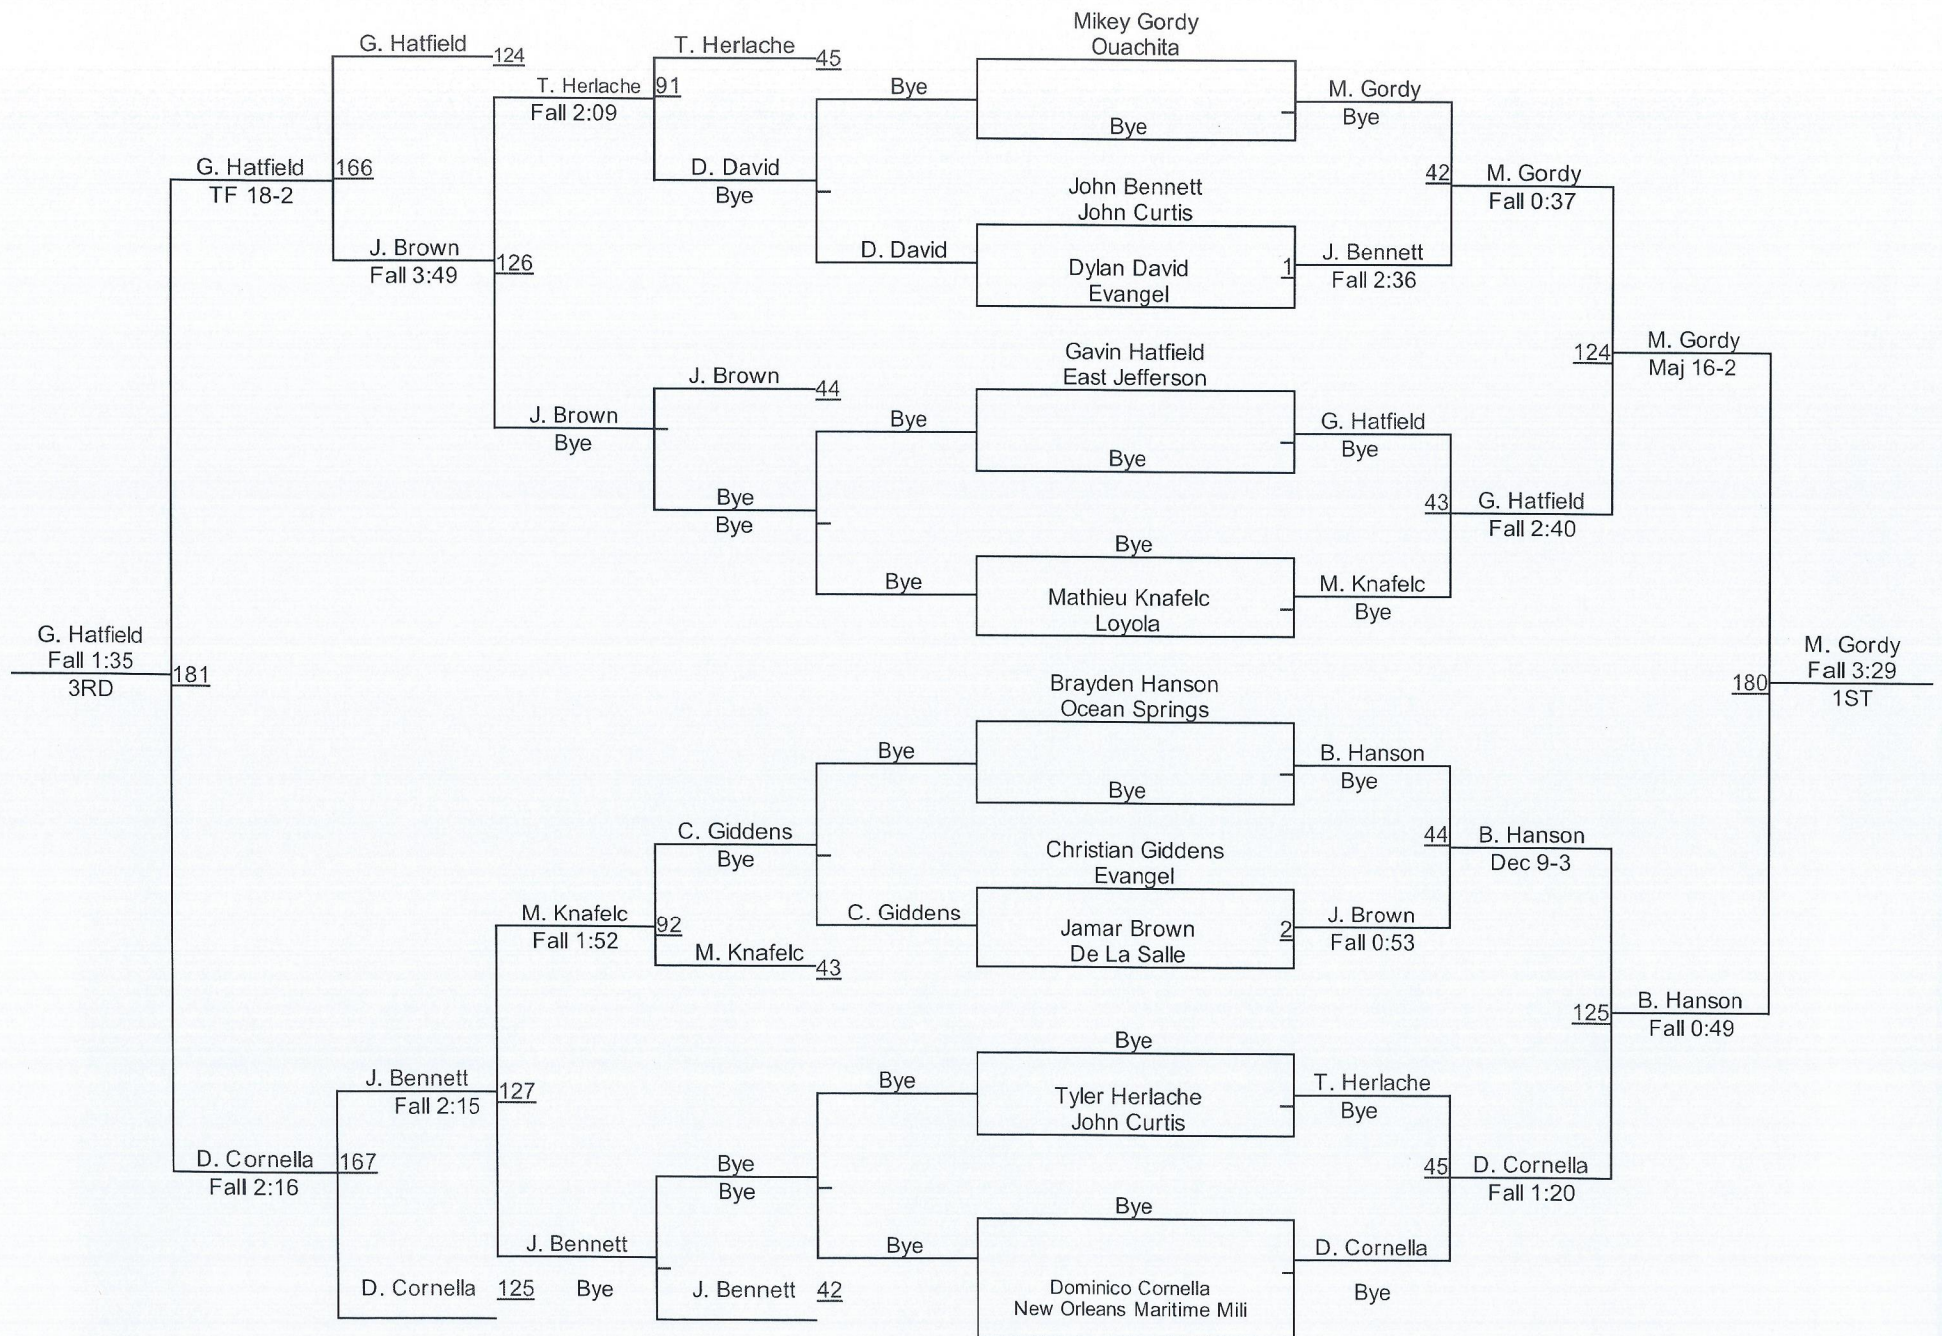 Mikey Gordy
Ouachita
G. Hatfield
124
T. Herlache
45
T. Herlache
91
Fall 2:09
Bye
M. Gordy
Bye
Bye
G. Hatfield
166
TF 18-2
D. David
Bye
John Bennett
John Curtis
42
M. Gordy
Fall 0:37
J. Brown
Fall 3:49
126
D. David
Dylan David
Evangel
1
J. Bennett
Fall 2:36
Gavin Hatfield
East Jefferson
124
M. Gordy
Maj 16-2
J. Brown
44
J. Brown
Bye
Bye
Bye
G. Hatfield
Bye
Bye
Bye
43
G. Hatfield
Fall 2:40
Bye
Bye
Mathieu Knafelc
Loyola
M. Knafelc
Bye
G. Hatfield
Fall 1:35
3RD
181
Brayden Hanson
Ocean Springs
180
M. Gordy
Fall 3:29
1ST
Bye
Bye
B. Hanson
Bye
C. Giddens
Bye
Christian Giddens
Evangel
44
B. Hanson
Dec 9-3
M. Knafelc
Fall 1:52
92
C. Giddens
Jamar Brown
De La Salle
2
J. Brown
Fall 0:53
M. Knafelc
43
125
B. Hanson
Fall 0:49
Bye
J. Bennett
Fall 2:15
127
Bye
Tyler Herlache
John Curtis
T. Herlache
Bye
D. Cornella
Fall 2:16
167
Bye
Bye
45
D. Cornella
Fall 1:20
Bye
J. Bennett
Bye
Bye
D. Cornella
D. Cornella
125
J. Bennett
42
Dominico Cornella
New Orleans Maritime Mili
Bye